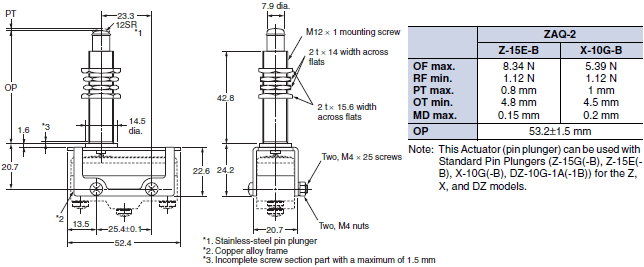 PT
23.3
12SR
*1
OP
*3
1.6
14.5
dia.
20.7
*2
13.5
25.4±0.1
52.4
22.6
7.9 dia.
M12 × 1 mounting screw
2 t × 14 width across
flats
42.8
2 t × 15.6 width
across flats
24.2
Two, M4 × 25 screws
20.7
Two, M4 nuts
*1. Stainless-steel pin plunger
*2. Copper alloy frame
*3. Incomplete screw section part with a maximum of 1.5 mm
ZAQ-2
Z-15E-B X-10G-B
OF max. 8.34 N 5.39 N
RF min. 1.12 N 1.12 N
PT max. 0.8 mm 1 mm
OT min. 4.8 mm 4.5 mm
MD max. 0.15 mm 0.2 mm
OP 53.2±1.5 mm
Note: This Actuator (pin plunger) can be used with
Standard Pin Plungers (Z-15G(-B), Z-15E(-
B), X-10G(-B), DZ-10G-1A(-1B)) for the Z,
X, and DZ models.